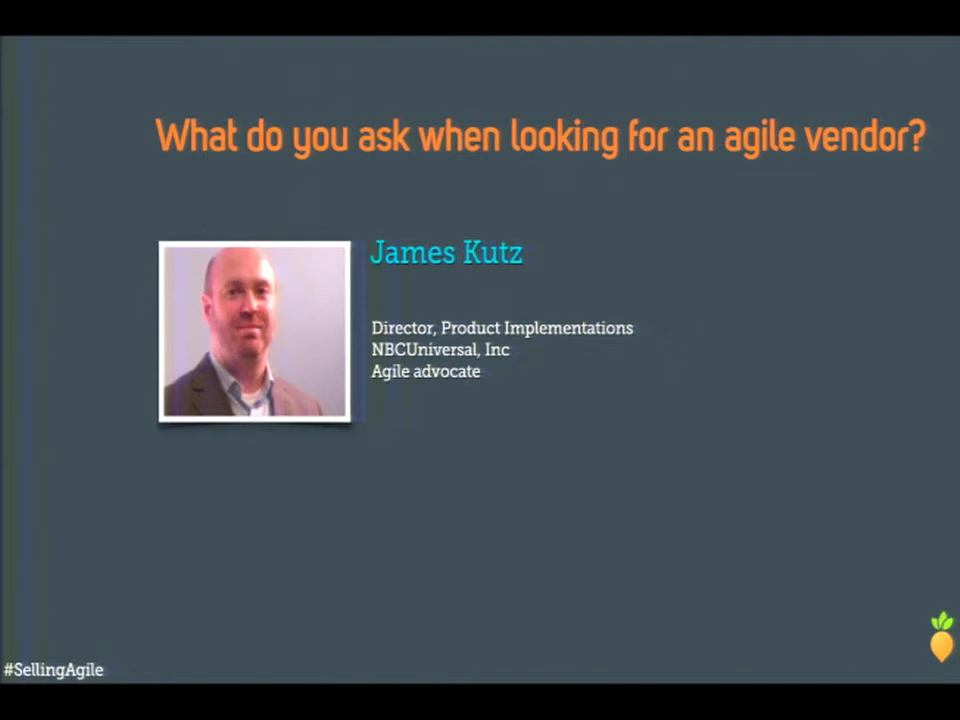 What do you ask when looking for an agile vendor?
James Kutz
Director, Product Implementations
NBCUniversal, Inc
Agile advocate
#SellingAgile